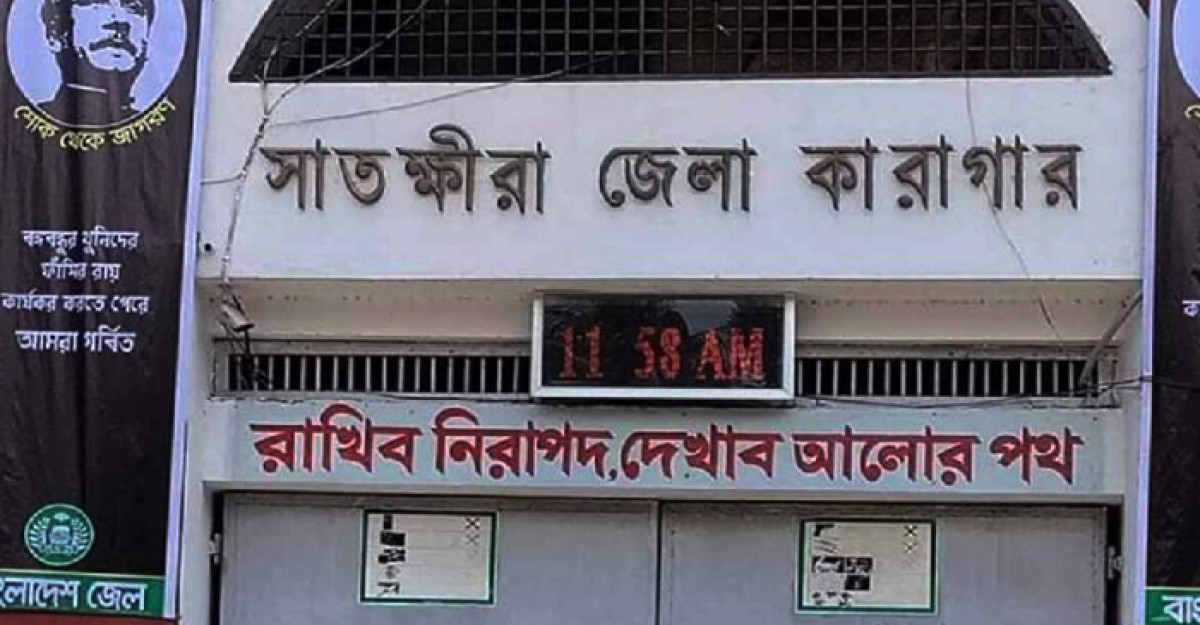 শোক থেকে জাগরণ
বঙ্গবন্ধুর খুনিদের
ফাঁসির রায়
কার্যকর করতে পেরে
আমরা গর্বিত
বাংলাদেশ জেল
সাতক্ষীরা জেলা কারাগার
11 58 AM
রাখিব নিরাপদ, দেখাব আলোর পথ